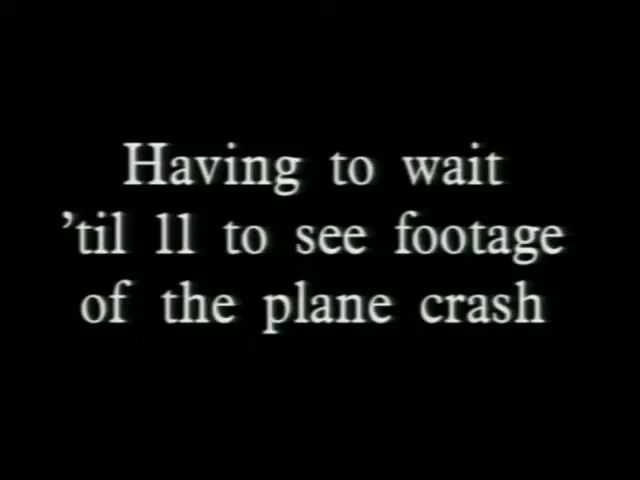 Having to wait
’til 11 to see footage
of the plane crash